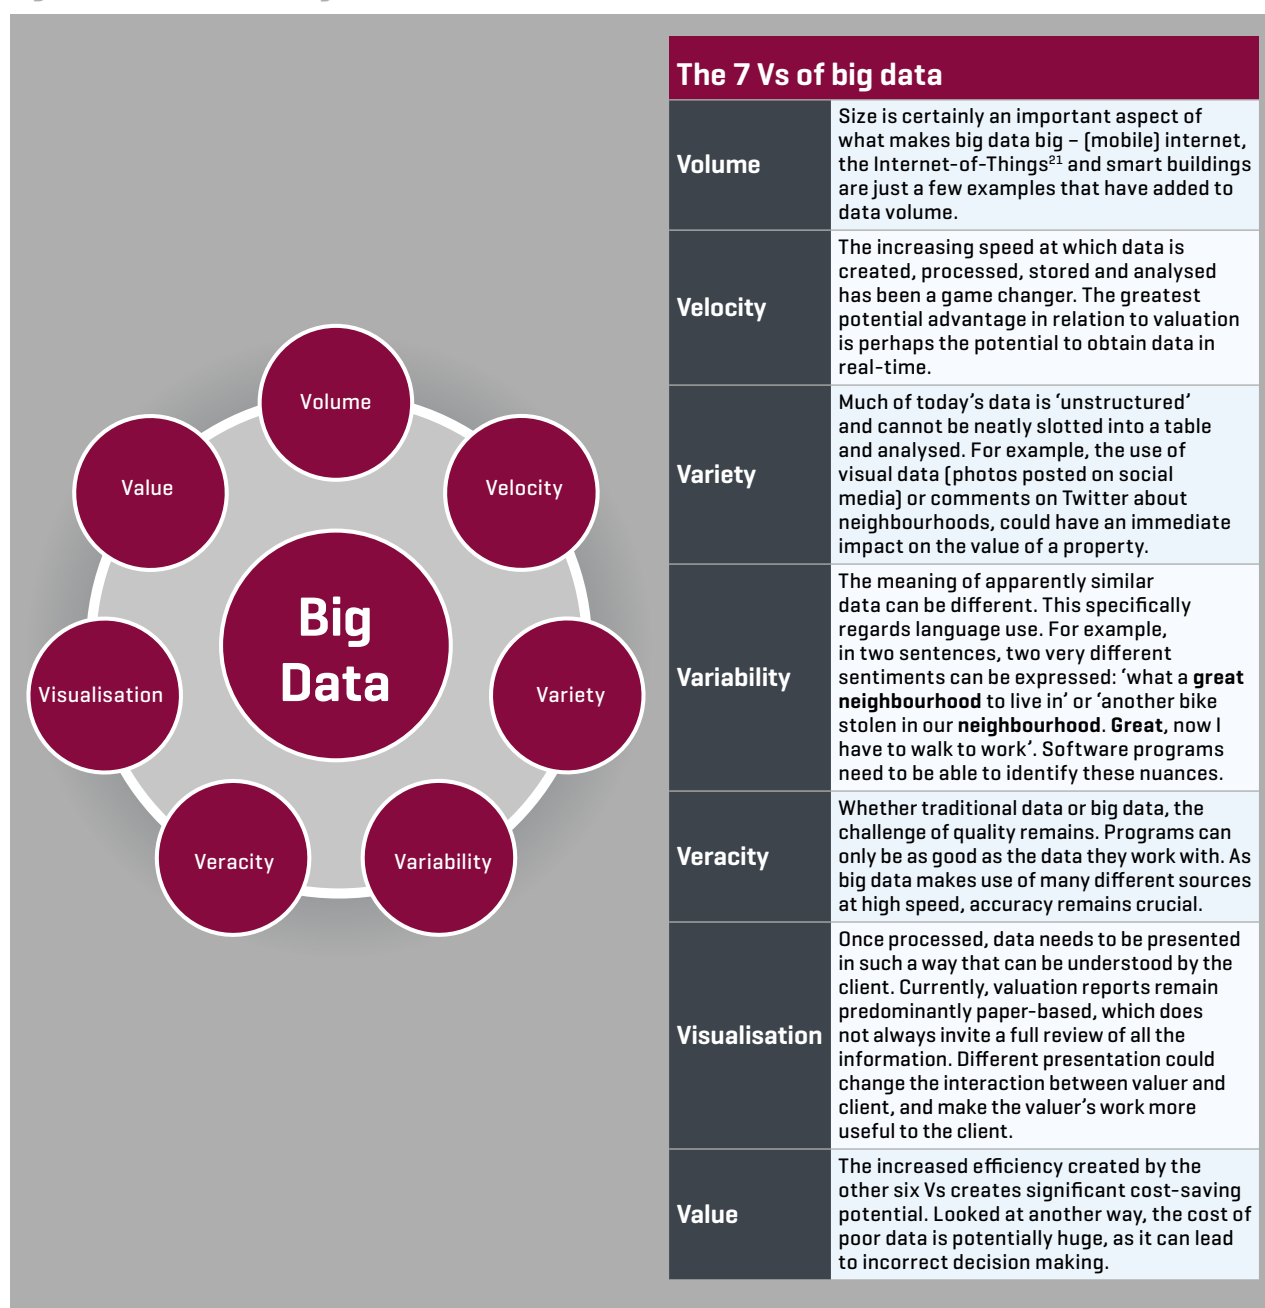 Volume
Value
Velocity
Big
Data
Visualisation
Variety
Veracity
Variability
The 7 Vs of big data
Volume
Size is certainly an important aspect of
what makes big data big – (mobile) internet,
the Internet-of-Things²¹ and smart buildings
are just a few examples that have added to
data volume.
Velocity
The increasing speed at which data is
created, processed, stored and analysed
has been a game changer. The greatest
potential advantage in relation to valuation
is perhaps the potential to obtain data in
real-time.
Variety
Much of today’s data is ‘unstructured’
and cannot be neatly slotted into a table
and analysed. For example, the use of
visual data (photos posted on social
media) or comments on Twitter about
neighbourhoods, could have an immediate
impact on the value of a property.
Variability
The meaning of apparently similar
data can be different. This specifically
regards language use. For example,
in two sentences, two very different
sentiments can be expressed: ‘what a great
neighbourhood to live in’ or ‘another bike
stolen in our neighbourhood. Great, now I
have to walk to work’. Software programs
need to be able to identify these nuances.
Veracity
Whether traditional data or big data, the
challenge of quality remains. Programs can
only be as good as the data they work with. As
big data makes use of many different sources
at high speed, accuracy remains crucial.
Visualisation
Once processed, data needs to be presented
in such a way that can be understood by the
client. Currently, valuation reports remain
predominantly paper-based, which does
not always invite a full review of all the
information. Different presentation could
change the interaction between valuer and
client, and make the valuer’s work more
useful to the client.
Value
The increased efficiency created by the
other six Vs creates significant cost-saving
potential. Looked at another way, the cost of
poor data is potentially huge, as it can lead
to incorrect decision making.